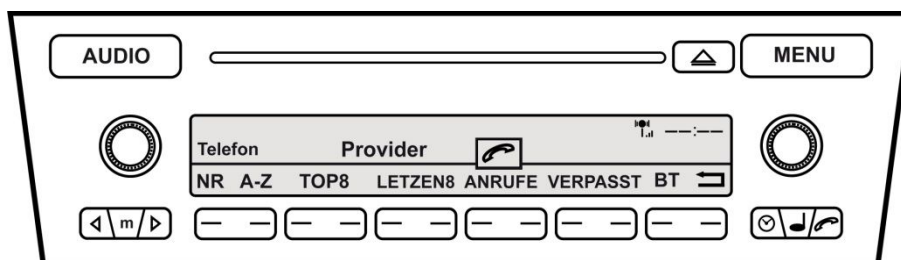 AUDIO MENU
--:--
Telefon Provider
NR A-Z TOP8 LETZEN8 ANRUFE VERPASST BT
m